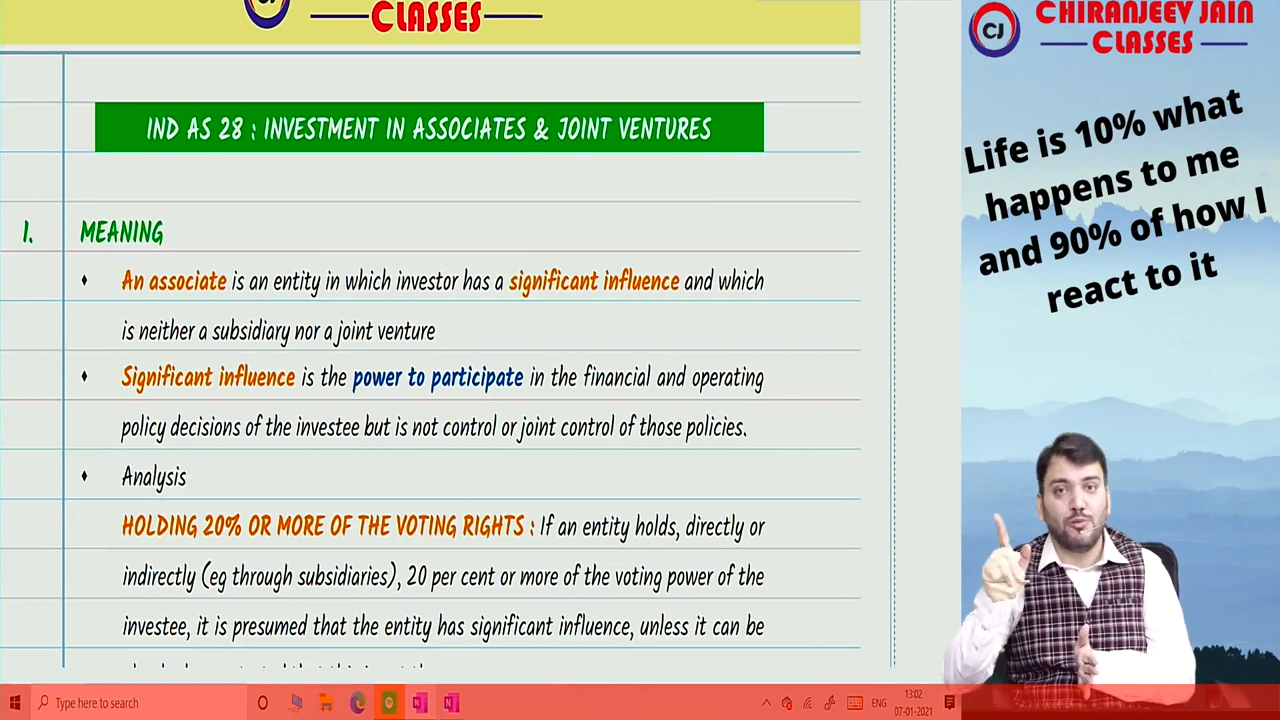 CLASSES
CJ
CHIRANJEEV JAIN
CLASSES
Life is 10% what
happens to me
and 90% of how I
react to it
IND AS 28 : INVESTMENT IN ASSOCIATES & JOINT VENTURES
1. MEANING
An associate is an entity in which investor has a significant influence and which
is neither a subsidiary nor a joint venture
Significant influence is the power to participate in the financial and operating
policy decisions of the investee but is not control or joint control of those policies.
Analysis
HOLDING 20% OR MORE OF THE VOTING RIGHTS : If an entity holds, directly or
indirectly (eg through subsidiaries), 20 per cent or more of the voting power of the
investee, it is presumed that the entity has significant influence, unless it can be
Type here to search
ENG
13:02
07-01-2021